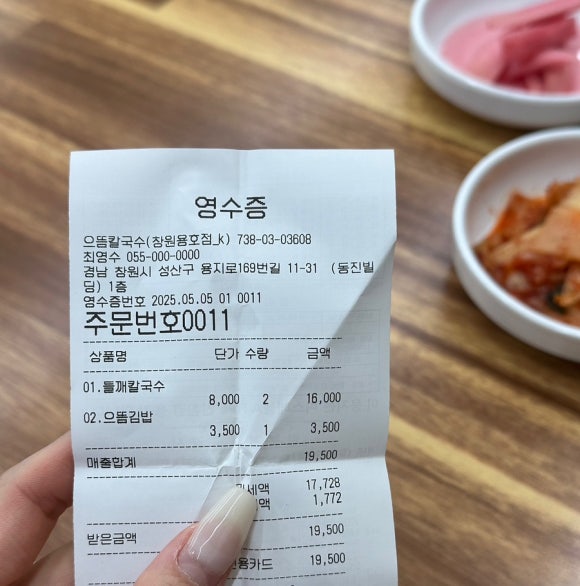 영수증
으뜸칼국수(창원용호점_k) 738-03-03608
최영수 055-000-0000
경남 창원시 성산구 용지로169번길 11-31 (동진빌
딩) 1층
영수증번호 2025.05.05 01 0011
주문번호0011
상품명 단가 수량 금액
01.들깨칼국수
8,000 2 16,000
02.으뜸김밥
3,500 1 3,500
매출합계 19,500
세액 17,728
액 1,772
받은금액 19,500
용카드 19,500